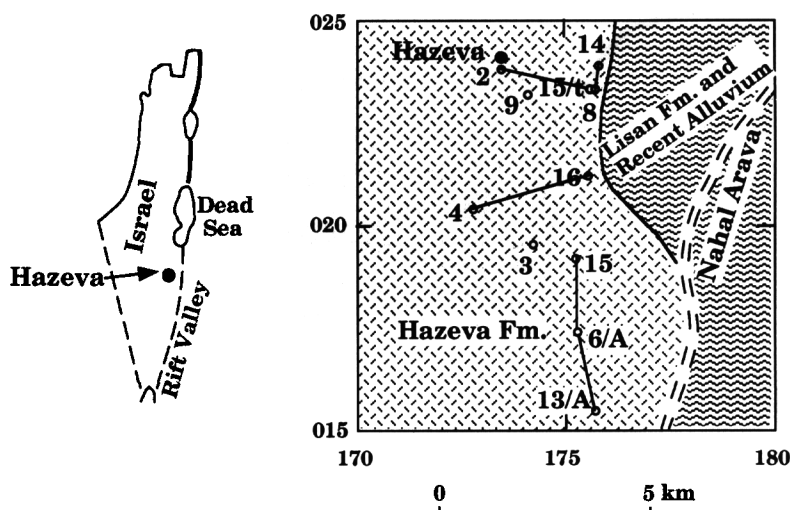 Israel
Dead
Sea
Hazeva
Rift Valley
025
020
015
170
175
180
Hazeva
2
14
15/t
8
9
Lisan Fm. and
Recent Alluvium
16
4
Nahal Arava
3
15
Hazeva Fm.
6/A
13/A
0
5 km